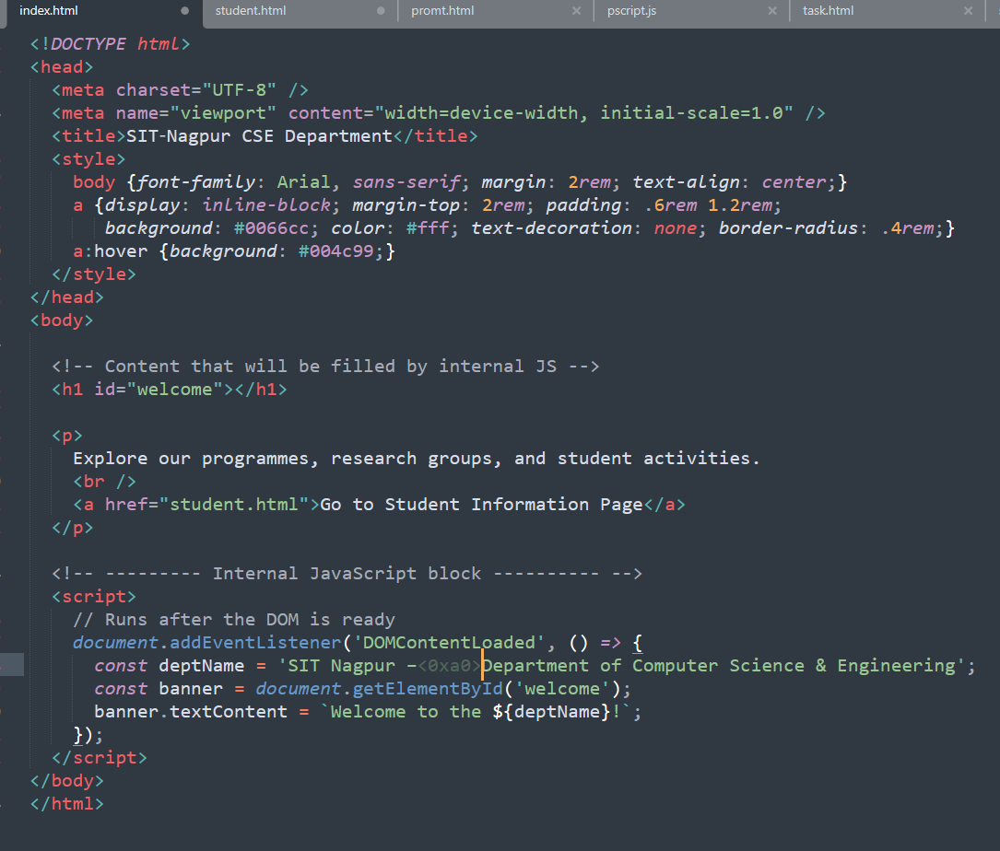 index.html
student.html
promt.html
pscript.js
task.html
<!DOCTYPE html>
<head>
  <meta charset="UTF-8" />
  <meta name="viewport" content="width=device-width, initial-scale=1.0" />
  <title>SIT-Nagpur CSE Department</title>
  <style>
    body {font-family: Arial, sans-serif; margin: 2rem; text-align: center;}
    a {display: inline-block; margin-top: 2rem; padding: .6rem 1.2rem;
       background: #0066cc; color: #fff; text-decoration: none; border-radius: .4rem;}
    a:hover {background: #004c99;}
  </style>
</head>
<body>
  <!-- Content that will be filled by internal JS -->
  <h1 id="welcome"></h1>
  <p>
    Explore our programmes, research groups, and student activities.
    <br />
    <a href="student.html">Go to Student Information Page</a>
  </p>
  <!-- --------- Internal JavaScript block ---------- -->
  <script>
    // Runs after the DOM is ready
    document.addEventListener('DOMContentLoaded', () => {
      const deptName = 'SIT Nagpur –<0xa0>Department of Computer Science & Engineering';
      const banner = document.getElementById('welcome');
      banner.textContent = `Welcome to the ${deptName}!`;
    });
  </script>
</body>
</html>